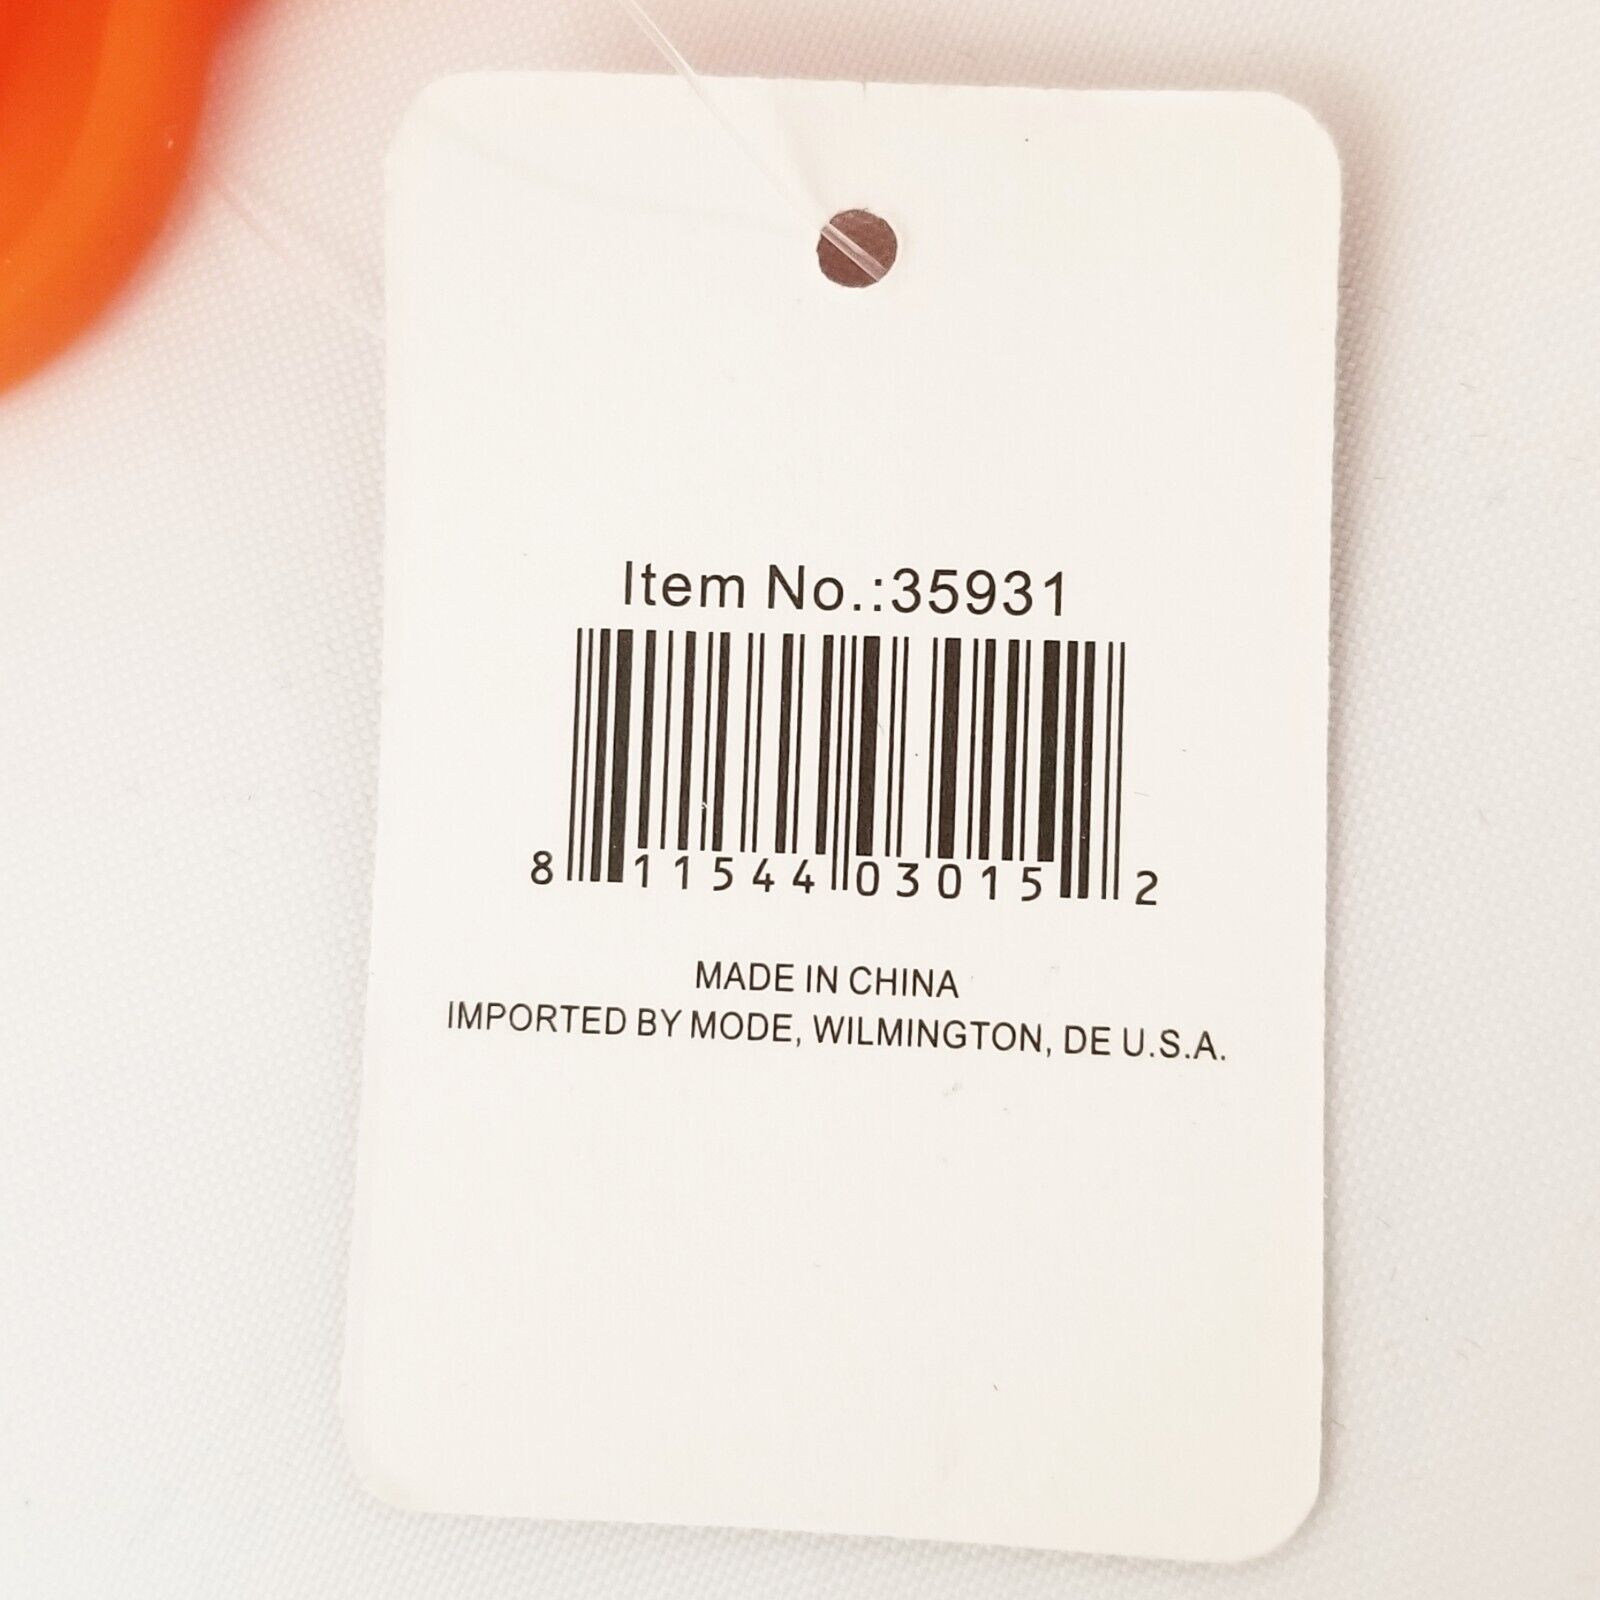 Item No.:35931
8 11544 03015 2
MADE IN CHINA
IMPORTED BY MODE, WILMINGTON, DE U.S.A.